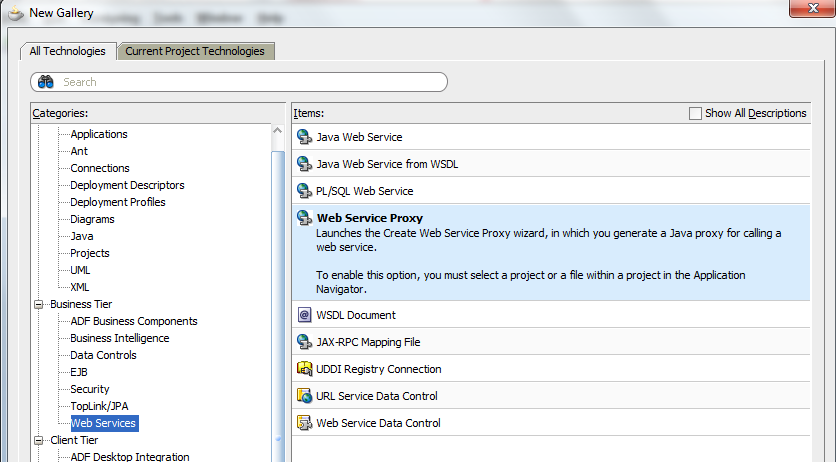 New Gallery
Tools Window Help
All Technologies
Current Project Technologies
Search
Categories:
Applications
Ant
Connections
Deployment Descriptors
Deployment Profiles
Diagrams
Java
Projects
UML
XML
Business Tier
ADF Business Components
Business Intelligence
Data Controls
EJB
Security
TopLink/JPA
Web Services
Client Tier
ADF Desktop Integration
Items:
Show All Descriptions
Java Web Service
Java Web Service from WSDL
PL/SQL Web Service
Web Service Proxy
Launches the Create Web Service Proxy wizard, in which you generate a Java proxy for calling a
web service.
To enable this option, you must select a project or a file within a project in the Application
Navigator.
WSDL Document
JAX-RPC Mapping File
UDDI Registry Connection
URL Service Data Control
Web Service Data Control